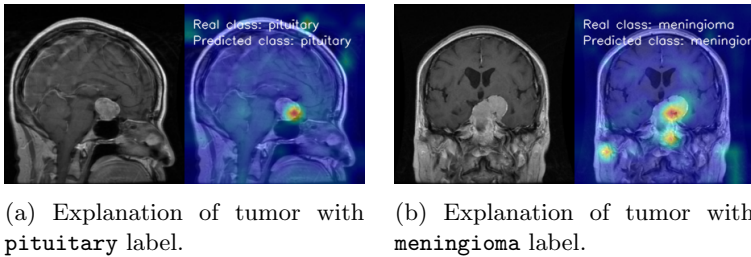 Real class: pituitary
Predicted class: pituitary
Real class: meningioma
Predicted class: meningion
(a) Explanation of tumor with
pituitary label.
(b) Explanation of tumor with
meningioma label.